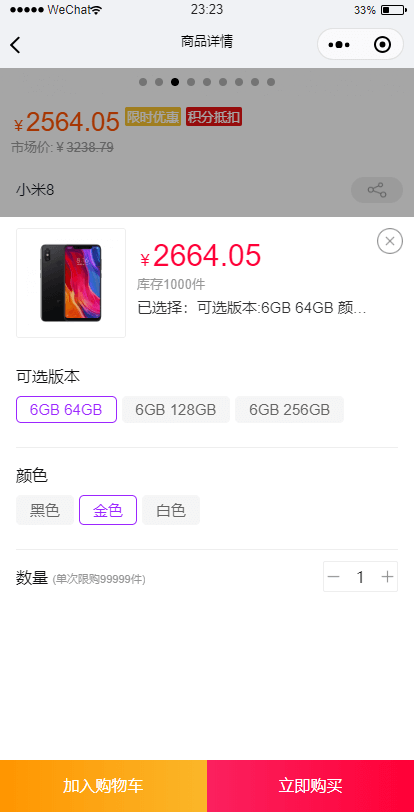 ●●●●● WeChat 23:23 33%
商品详情
¥2564.05 限时优惠 积分抵扣
市场价: ¥ 3238.79
小米8
¥2664.05
库存1000件
已选择：可选版本:6GB 64GB 颜…
可选版本
6GB 64GB 6GB 128GB 6GB 256GB
颜色
黑色 金色 白色
数量 (单次限购99999件) 1
加入购物车 立即购买